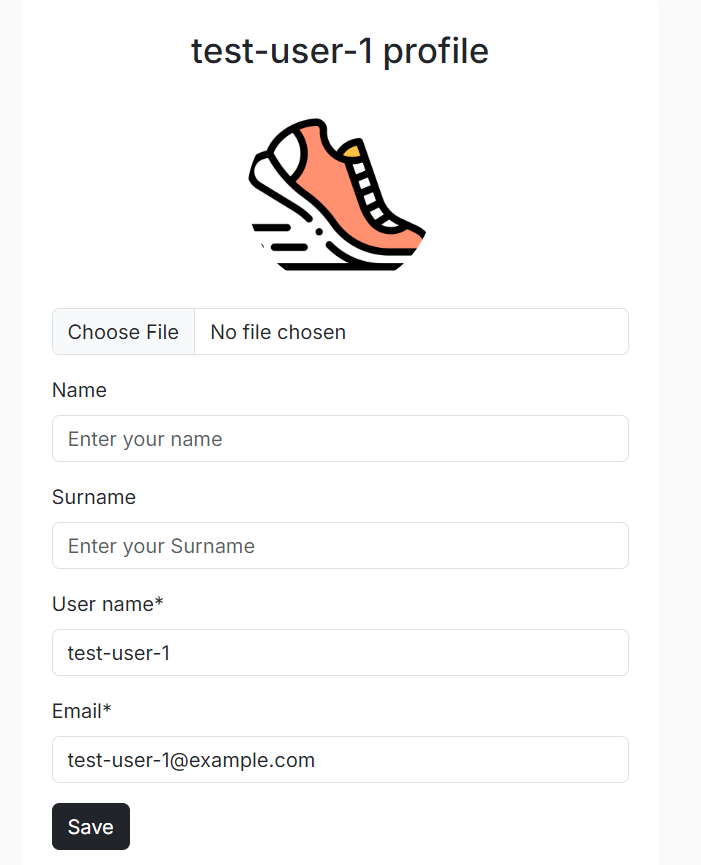 test-user-1 profile
Choose File No file chosen
Name
Enter your name
Surname
Enter your Surname
User name*
test-user-1
Email*
test-user-1@example.com
Save